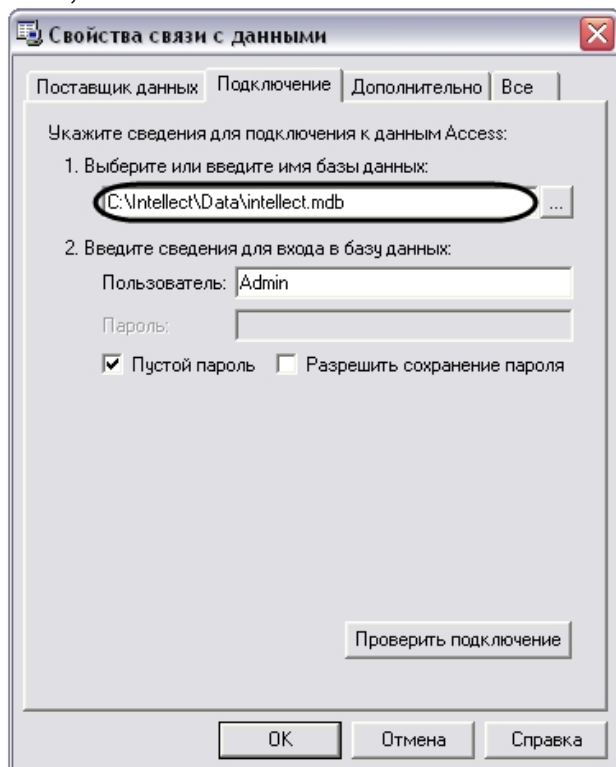 Свойства связи с данными
Поставщик данных Подключение Дополнительно Все
Укажите сведения для подключения к данным Access:
1. Выберите или введите имя базы данных:
C:\Intellect\Data\intellect.mdb ...
2. Введите сведения для входа в базу данных:
Пользователь: Admin
Пароль:
Пустой пароль Разрешить сохранение пароля
Проверить подключение
OK Отмена Справка